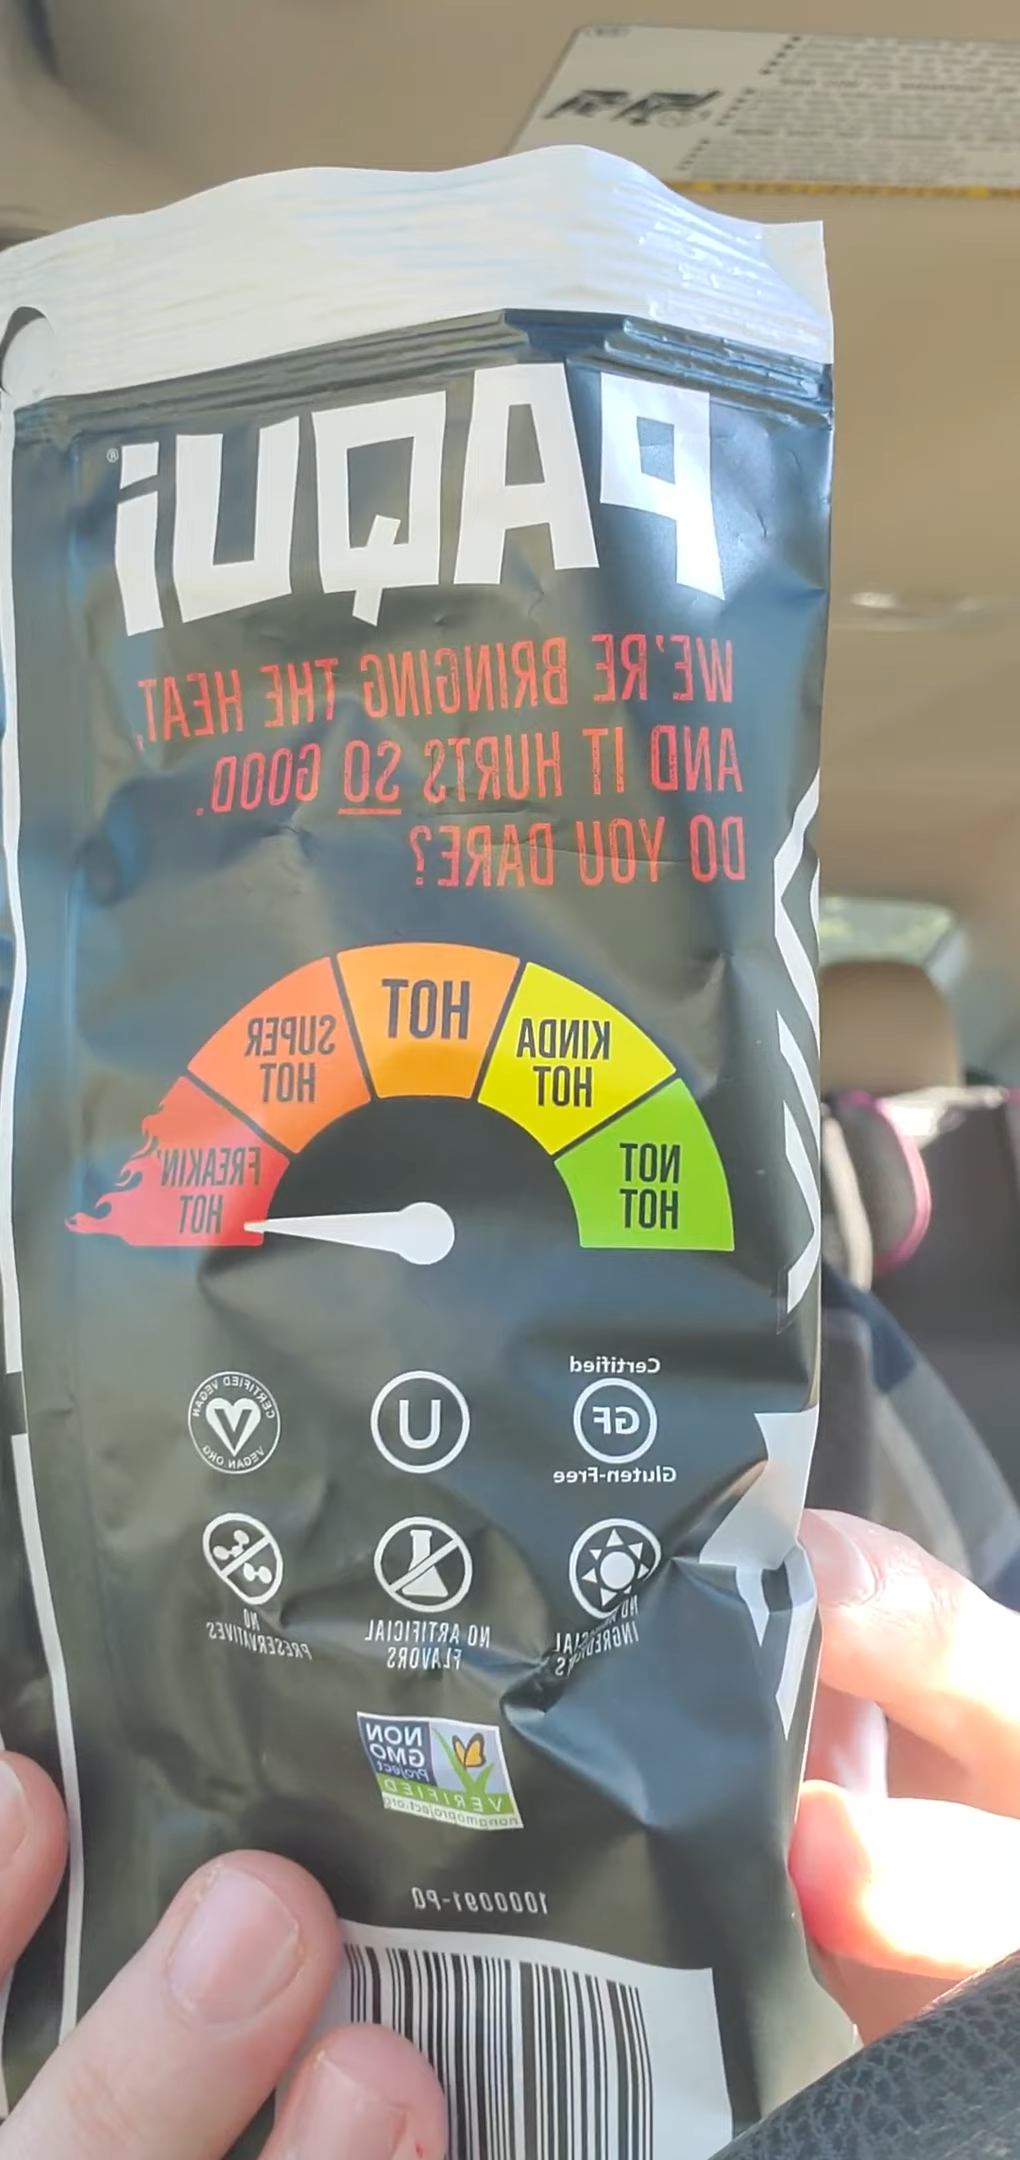 PAQUI®
WE'RE BRINGING THE HEAT,
AND IT HURTS SO GOOD.
DO YOU DARE?
NOT
HOT
KINDA
HOT
HOT
SUPER
HOT
FREAKIN'
HOT
Certified
GF
Gluten-Free
U
CERTIFIED VEGAN
VEGAN.ORG
INGREDIENTS
NO ARTIFICIAL
FLAVORS
NO
PRESERVATIVES
NON
GMO
Project
VERIFIED
nongmoproject.org
1000091-PQ